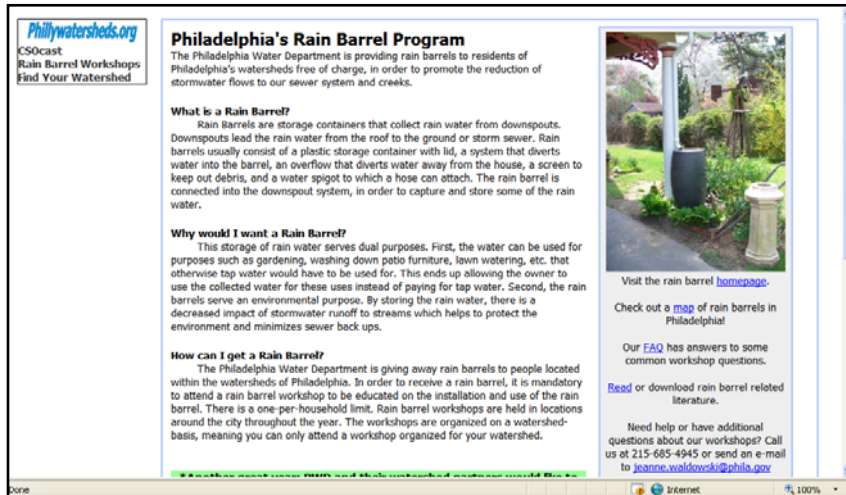 Phillywatersheds.org
CSOcast
Rain Barrel Workshops
Find Your Watershed
Philadelphia's Rain Barrel Program
The Philadelphia Water Department is providing rain barrels to residents of
Philadelphia's watersheds free of charge, in order to promote the reduction of
stormwater flows to our sewer system and creeks.
What is a Rain Barrel?
Rain Barrels are storage containers that collect rain water from downspouts.
Downspouts lead the rain water from the roof to the ground or storm sewer. Rain
barrels usually consist of a plastic storage container with lid, a system that diverts
water into the barrel, an overflow that diverts water away from the house, a screen to
keep out debris, and a water spigot to which a hose can attach. The rain barrel is
connected into the downspout system, in order to capture and store some of the rain
water.
Why would I want a Rain Barrel?
This storage of rain water serves dual purposes. First, the water can be used for
purposes such as gardening, washing down patio furniture, lawn watering, etc. that
otherwise tap water would have to be used for. This ends up allowing the owner to
use the collected water for these uses instead of paying for tap water. Second, the rain
barrels serve an environmental purpose. By storing the rain water, there is a
decreased impact of stormwater runoff to streams which helps to protect the
environment and minimizes sewer back ups.
How can I get a Rain Barrel?
The Philadelphia Water Department is giving away rain barrels to people located
within the watersheds of Philadelphia. In order to receive a rain barrel, it is mandatory
to attend a rain barrel workshop to be educated on the installation and use of the rain
barrel. There is a one-per-household limit. Rain barrel workshops are held in locations
around the city throughout the year. The workshops are organized on a watershed-
basis, meaning you can only attend a workshop organized for your watershed.
*Another great year: PWD and their watershed partners would like to
Visit the rain barrel homepage.
Check out a map of rain barrels in
Philadelphia!
Our FAQ has answers to some
common workshop questions.
Read or download rain barrel related
literature.
Need help or have additional
questions about our workshops? Call
us at 215-685-4945 or send an e-mail
to jeanne.waldowski@phila.gov
Done
Internet
100%